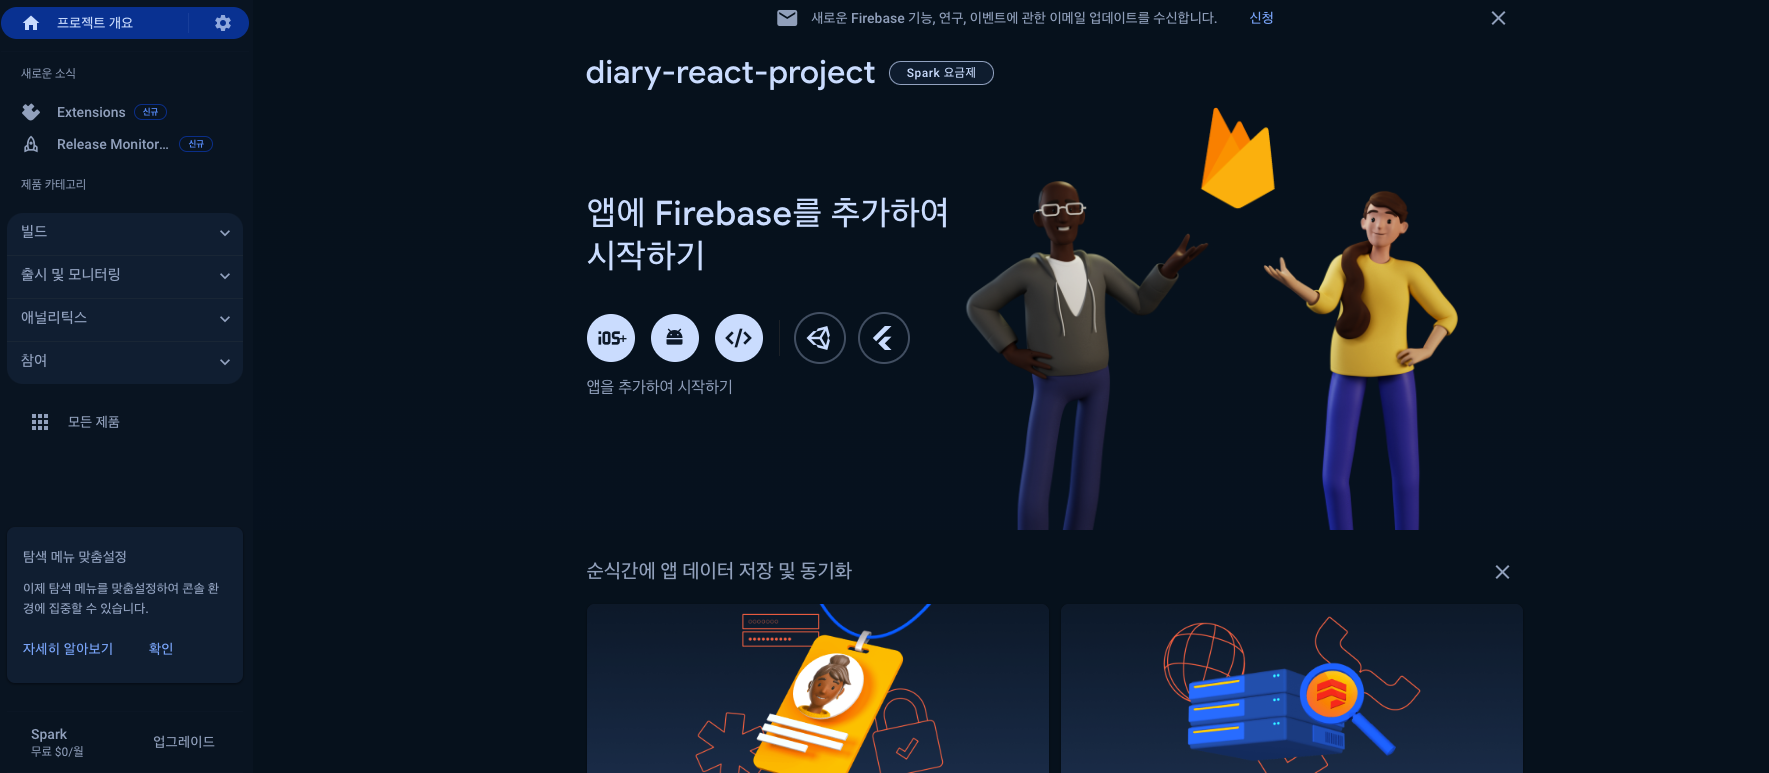 프로젝트 개요
새로운 소식
Extensions 신규
Release Monitor... 신규
제품 카테고리
빌드
출시 및 모니터링
애널리틱스
참여
모든 제품
탐색 메뉴 맞춤설정
이제 탐색 메뉴를 맞춤설정하여 콘솔 환
경에 집중할 수 있습니다.
자세히 알아보기 확인
Spark
무료 $0/월
업그레이드
새로운 Firebase 기능, 연구, 이벤트에 관한 이메일 업데이트를 수신합니다. 신청
diary-react-project Spark 요금제
앱에 Firebase를 추가하여
시작하기
iOS+
앱을 추가하여 시작하기
순식간에 앱 데이터 저장 및 동기화